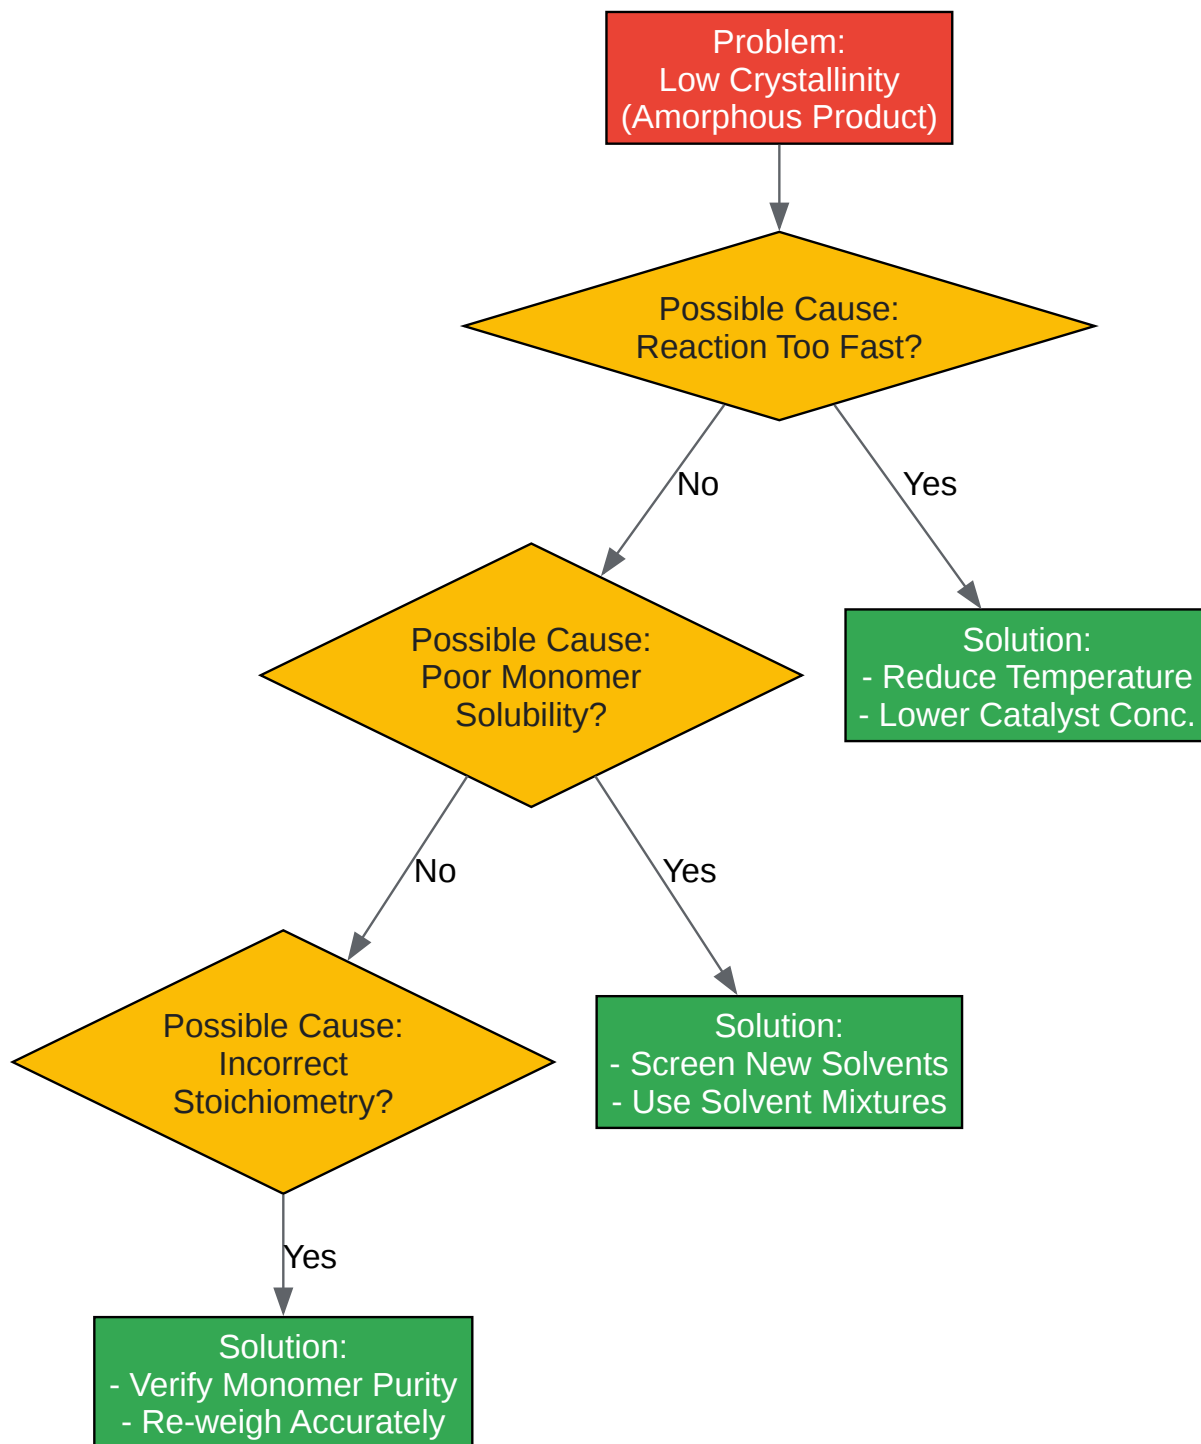 Problem:
Low Crystallinity
(Amorphous Product)
Possible Cause:
Reaction Too Fast?
No
Yes
Possible Cause:
Poor Monomer
Solubility?
Solution:
- Reduce Temperature
- Lower Catalyst Conc.
No
Yes
Possible Cause:
Incorrect
Stoichiometry?
Solution:
- Screen New Solvents
- Use Solvent Mixtures
Yes
Solution:
- Verify Monomer Purity
- Re-weigh Accurately